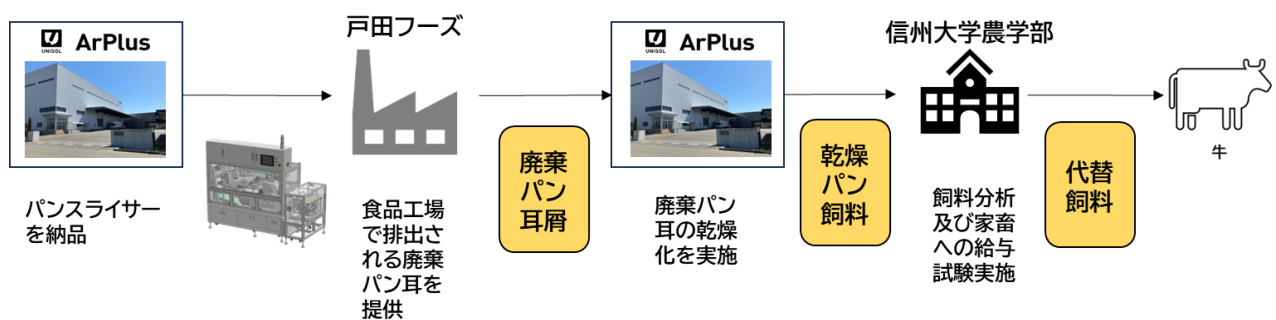 UNISOL ArPlus
パンスライサー
を納品
戸田フーズ
食品工場
で排出さ
れる廃棄
パン耳を
提供
廃棄
パン
耳屑
UNISOL ArPlus
廃棄パン
耳の乾燥
化を実施
乾燥
パン
飼料
信州大学農学部
飼料分析
及び家畜
への給与
試験実施
代替
飼料
牛